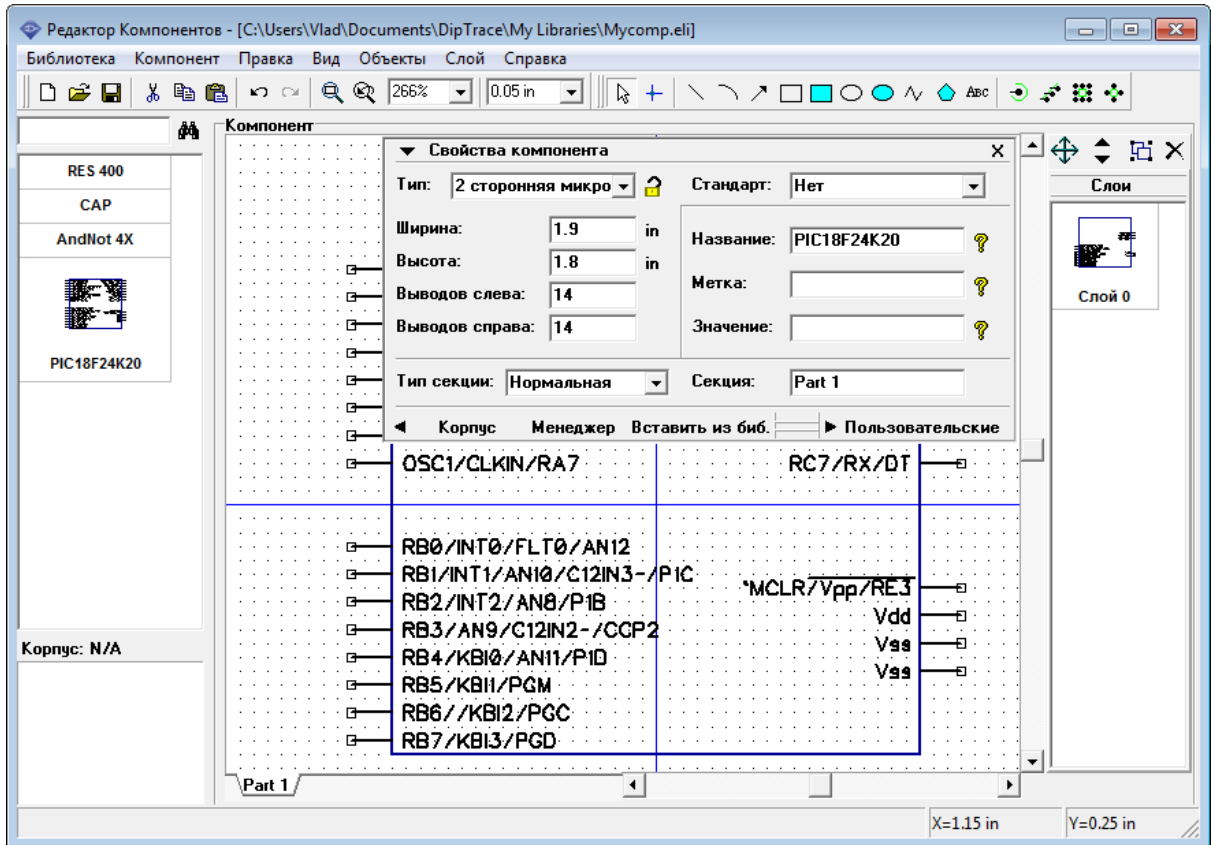 Редактор Компонентов - [C:\Users\Vlad\Documents\DipTrace\My Libraries\Mycomp.eli]
Библиотека Компонент Правка Вид Объекты Слой Справка
266% 0.05 in ABC
Компонент
RES 400
CAP
AndNot 4X
PIC18F24K20
Корпус: N/A
Свойства компонента X
Тип: 2 сторонняя микро Стандарт: Нет
Ширина: 1.9 in
Название: PIC18F24K20
Высота: 1.8 in
Метка:
Выводов слева: 14
Выводов справа: 14
Значение:
Тип секции: Нормальная Секция: Part 1
Корпус Менеджер Вставить из биб. Пользовательские
OSC1/CLKIN/RA7 RC7/RX/DT
RB0/INT0/FLT0/AN12
RB1/INT1/AN10/C12IN3-/P1C
*MCLR/Vpp/RE3
RB2/INT2/AN8/P1B
Vdd
RB3/AN9/C12IN2-/CCP2
Vss
RB4/KBI0/AN11/P1D
Vss
RB5/KBI1/PGM
RB6//KBI2/PGC
RB7/KBI3/PGD
Part 1
Слои
Слой 0
X=1.15 in Y=0.25 in